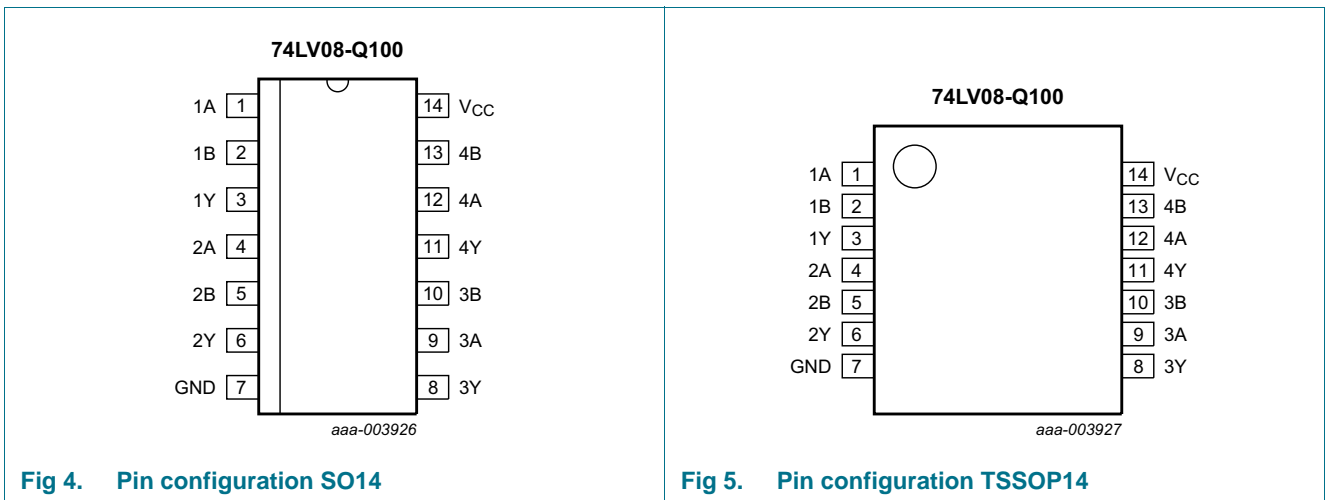 74LV08-Q100
1A 1 14 VCC
1B 2 13 4B
1Y 3 12 4A
2A 4 11 4Y
2B 5 10 3B
2Y 6 9 3A
GND 7 8 3Y
aaa-003926
Fig 4. Pin configuration SO14
74LV08-Q100
1A 1 14 VCC
1B 2 13 4B
1Y 3 12 4A
2A 4 11 4Y
2B 5 10 3B
2Y 6 9 3A
GND 7 8 3Y
aaa-003927
Fig 5. Pin configuration TSSOP14